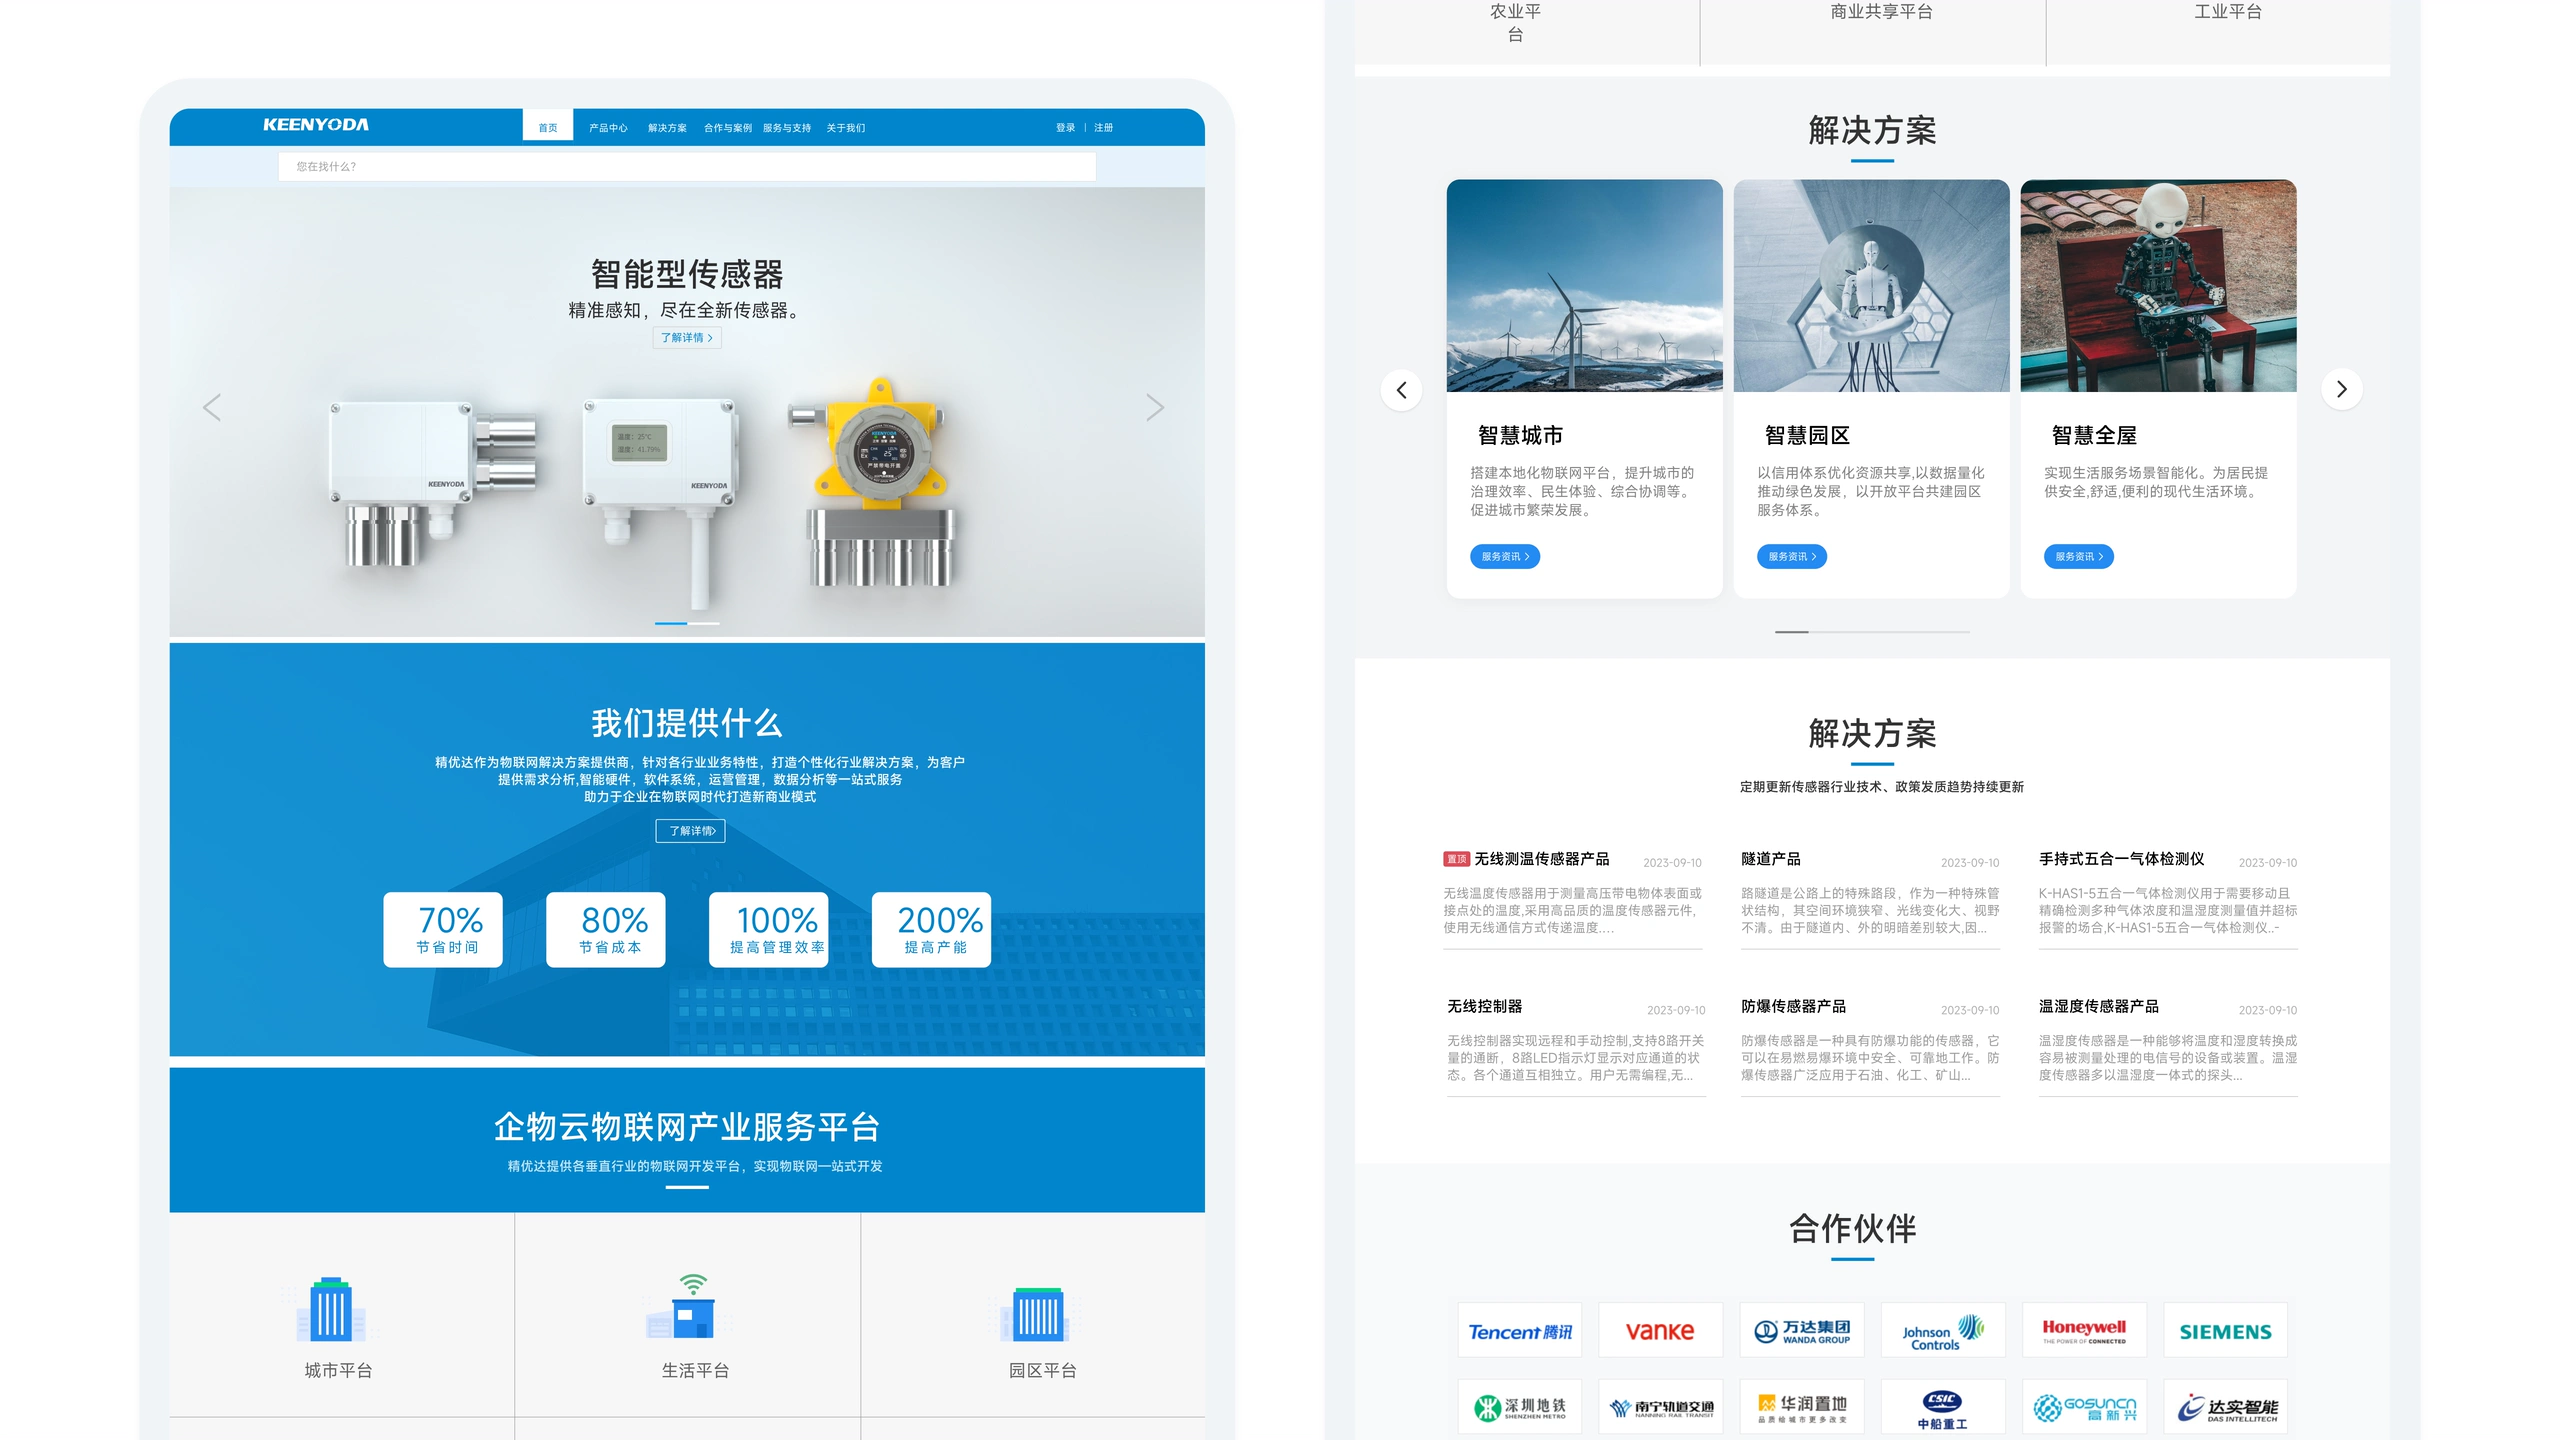 KEENYODA
首页 产品中心 解决方案 合作与案例 服务与支持 关于我们 登录 | 注册
您在找什么？
智能型传感器
精准感知，尽在全新传感器。
了解详情 >
温度：25℃
湿度：41.79%
KEENYODA
KEENYODA
KEENYODA
25
严禁带电开盖
我们提供什么
精优达作为物联网解决方案提供商，针对各行业业务特性，打造个性化行业解决方案，为客户
提供需求分析,智能硬件，软件系统，运营管理，数据分析等一站式服务
助力于企业在物联网时代打造新商业模式
了解详情>
70%
节省时间
80%
节省成本
100%
提高管理效率
200%
提高产能
企物云物联网产业服务平台
精优达提供各垂直行业的物联网开发平台，实现物联网一站式开发
城市平台
生活平台
园区平台
农业平
台
商业共享平台
工业平台
解决方案
智慧城市
搭建本地化物联网平台，提升城市的
治理效率、民生体验、综合协调等。
促进城市繁荣发展。
服务资讯 >
智慧园区
以信用体系优化资源共享,以数据量化
推动绿色发展，以开放平台共建园区
服务体系。
服务资讯 >
智慧全屋
实现生活服务场景智能化。为居民提
供安全,舒适,便利的现代生活环境。
服务资讯 >
解决方案
定期更新传感器行业技术、政策发质趋势持续更新
置顶 无线测温传感器产品 2023-09-10
无线温度传感器用于测量高压带电物体表面或
接点处的温度,采用高品质的温度传感器元件,
使用无线通信方式传递温度....
隧道产品 2023-09-10
路隧道是公路上的特殊路段，作为一种特殊管
状结构，其空间环境狭窄、光线变化大、视野
不清。由于隧道内、外的明暗差别较大,因...
手持式五合一气体检测仪 2023-09-10
K-HAS1-5五合一气体检测仪用于需要移动且
精确检测多种气体浓度和温湿度测量值并超标
报警的场合,K-HAS1-5五合一气体检测仪..-
无线控制器 2023-09-10
无线控制器实现远程和手动控制,支持8路开关
量的通断，8路LED指示灯显示对应通道的状
态。各个通道互相独立。用户无需编程,无...
防爆传感器产品 2023-09-10
防爆传感器是一种具有防爆功能的传感器，它
可以在易燃易爆环境中安全、可靠地工作。防
爆传感器广泛应用于石油、化工、矿山...
温湿度传感器产品 2023-09-10
温湿度传感器是一种能够将温度和湿度转换成
容易被测量处理的电信号的设备或装置。温湿
度传感器多以温湿度一体式的探头...
合作伙伴
Tencent 腾讯
vanke
万达集团
WANDA GROUP
Johnson
Controls
Honeywell
THE POWER OF CONNECTED
SIEMENS
深圳地铁
SHENZHEN METRO
南宁轨道交通
NANNING RAIL TRANSIT
华润置地
品质给城市更多改变
CSIC
中船重工
GOSUNCN
高新兴
达实智能
DAS INTELLITECH